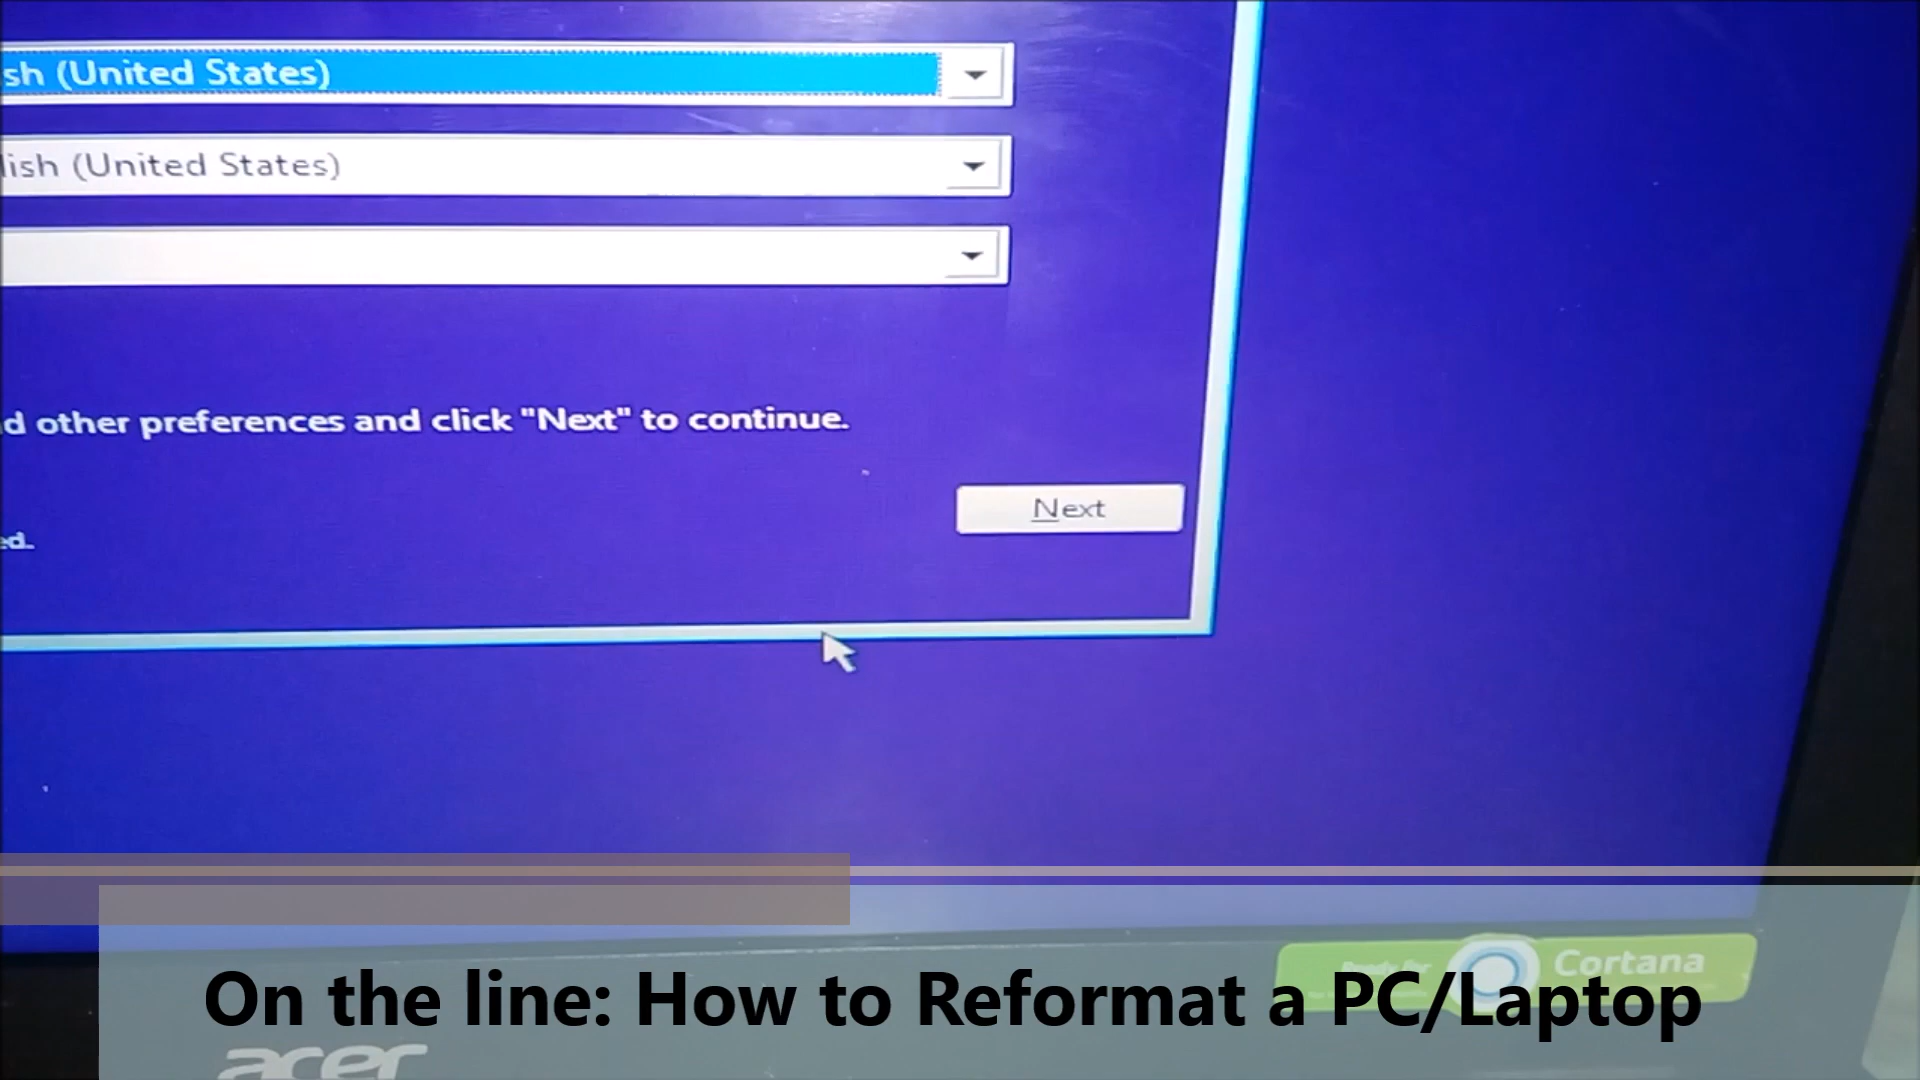 sh (United States)
lish (United States)
d other preferences and click "Next" to continue.
Next
ed.
Cortana
On the line: How to Reformat a PC/Laptop
acer